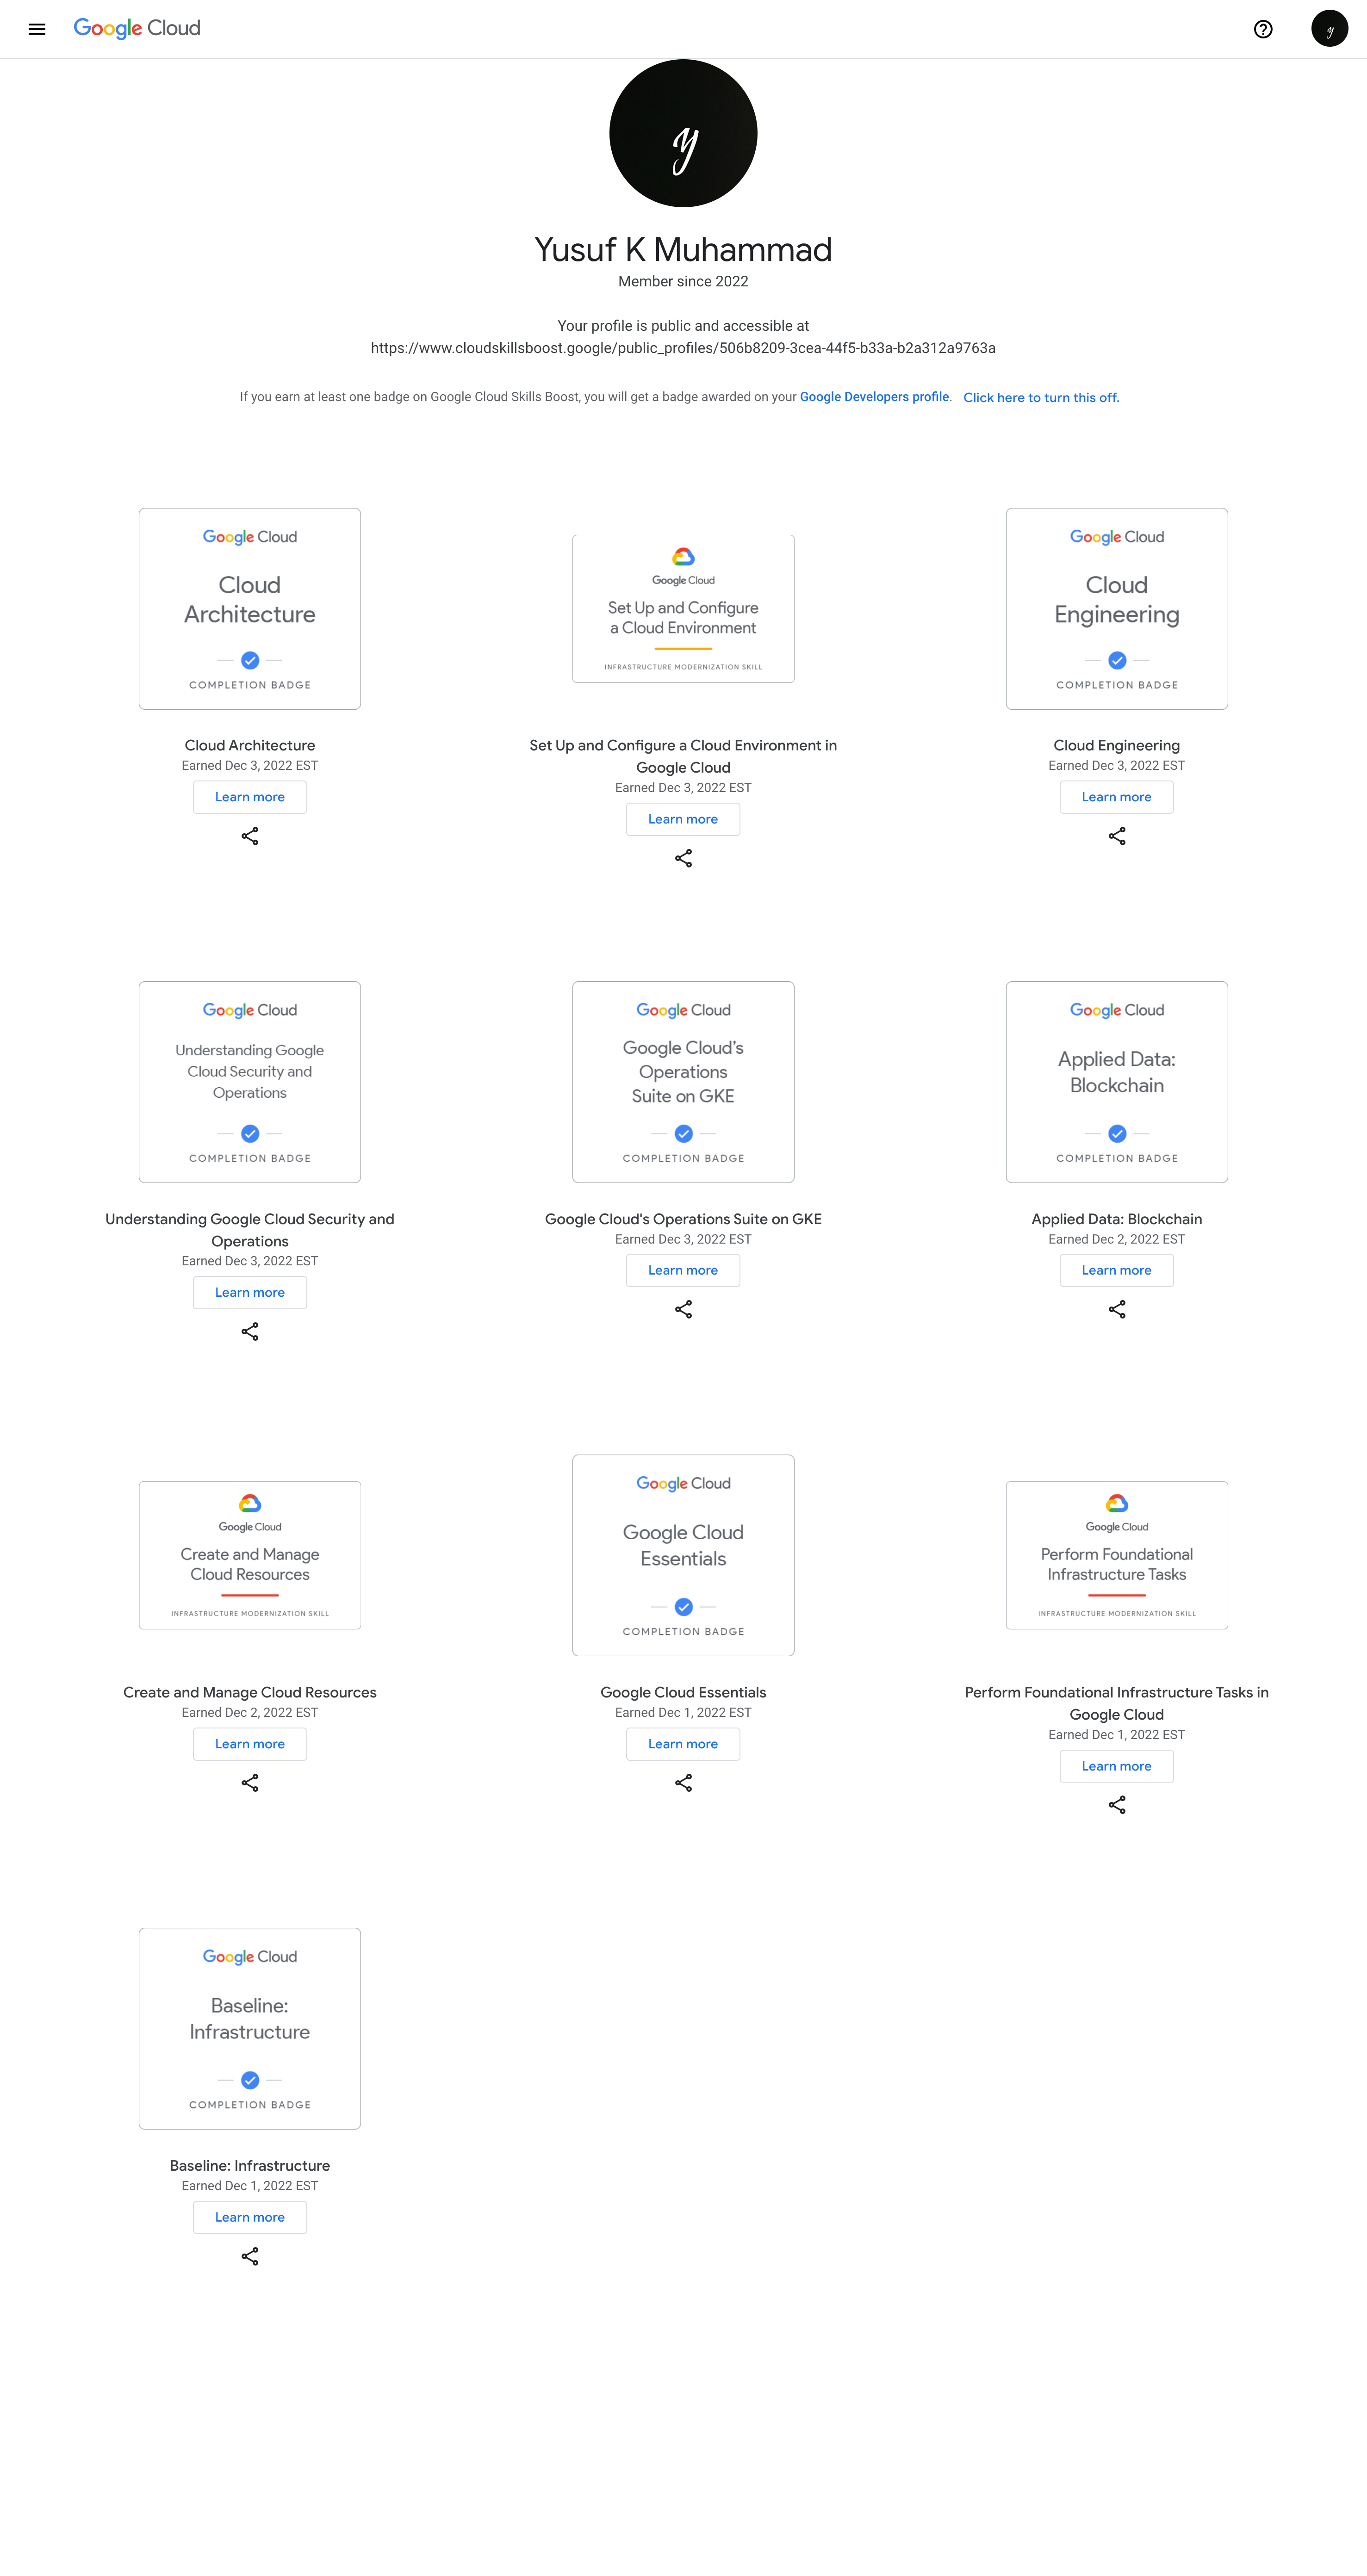 Google Cloud
y
y
Yusuf K Muhammad
Member since 2022
Your profile is public and accessible at
https://www.cloudskillsboost.google/public_profiles/506b8209-3cea-44f5-b33a-b2a312a9763a
If you earn at least one badge on Google Cloud Skills Boost, you will get a badge awarded on your Google Developers profile. Click here to turn this off.
Google Cloud
Cloud
Architecture
COMPLETION BADGE
Cloud Architecture
Earned Dec 3, 2022 EST
Learn more
Google Cloud
Set Up and Configure
a Cloud Environment
INFRASTRUCTURE MODERNIZATION SKILL
Set Up and Configure a Cloud Environment in
Google Cloud
Earned Dec 3, 2022 EST
Learn more
Google Cloud
Cloud
Engineering
COMPLETION BADGE
Cloud Engineering
Earned Dec 3, 2022 EST
Learn more
Google Cloud
Understanding Google
Cloud Security and
Operations
COMPLETION BADGE
Understanding Google Cloud Security and
Operations
Earned Dec 3, 2022 EST
Learn more
Google Cloud
Google Cloud’s
Operations
Suite on GKE
COMPLETION BADGE
Google Cloud's Operations Suite on GKE
Earned Dec 3, 2022 EST
Learn more
Google Cloud
Applied Data:
Blockchain
COMPLETION BADGE
Applied Data: Blockchain
Earned Dec 2, 2022 EST
Learn more
Google Cloud
Create and Manage
Cloud Resources
INFRASTRUCTURE MODERNIZATION SKILL
Create and Manage Cloud Resources
Earned Dec 2, 2022 EST
Learn more
Google Cloud
Google Cloud
Essentials
COMPLETION BADGE
Google Cloud Essentials
Earned Dec 1, 2022 EST
Learn more
Google Cloud
Perform Foundational
Infrastructure Tasks
INFRASTRUCTURE MODERNIZATION SKILL
Perform Foundational Infrastructure Tasks in
Google Cloud
Earned Dec 1, 2022 EST
Learn more
Google Cloud
Baseline:
Infrastructure
COMPLETION BADGE
Baseline: Infrastructure
Earned Dec 1, 2022 EST
Learn more